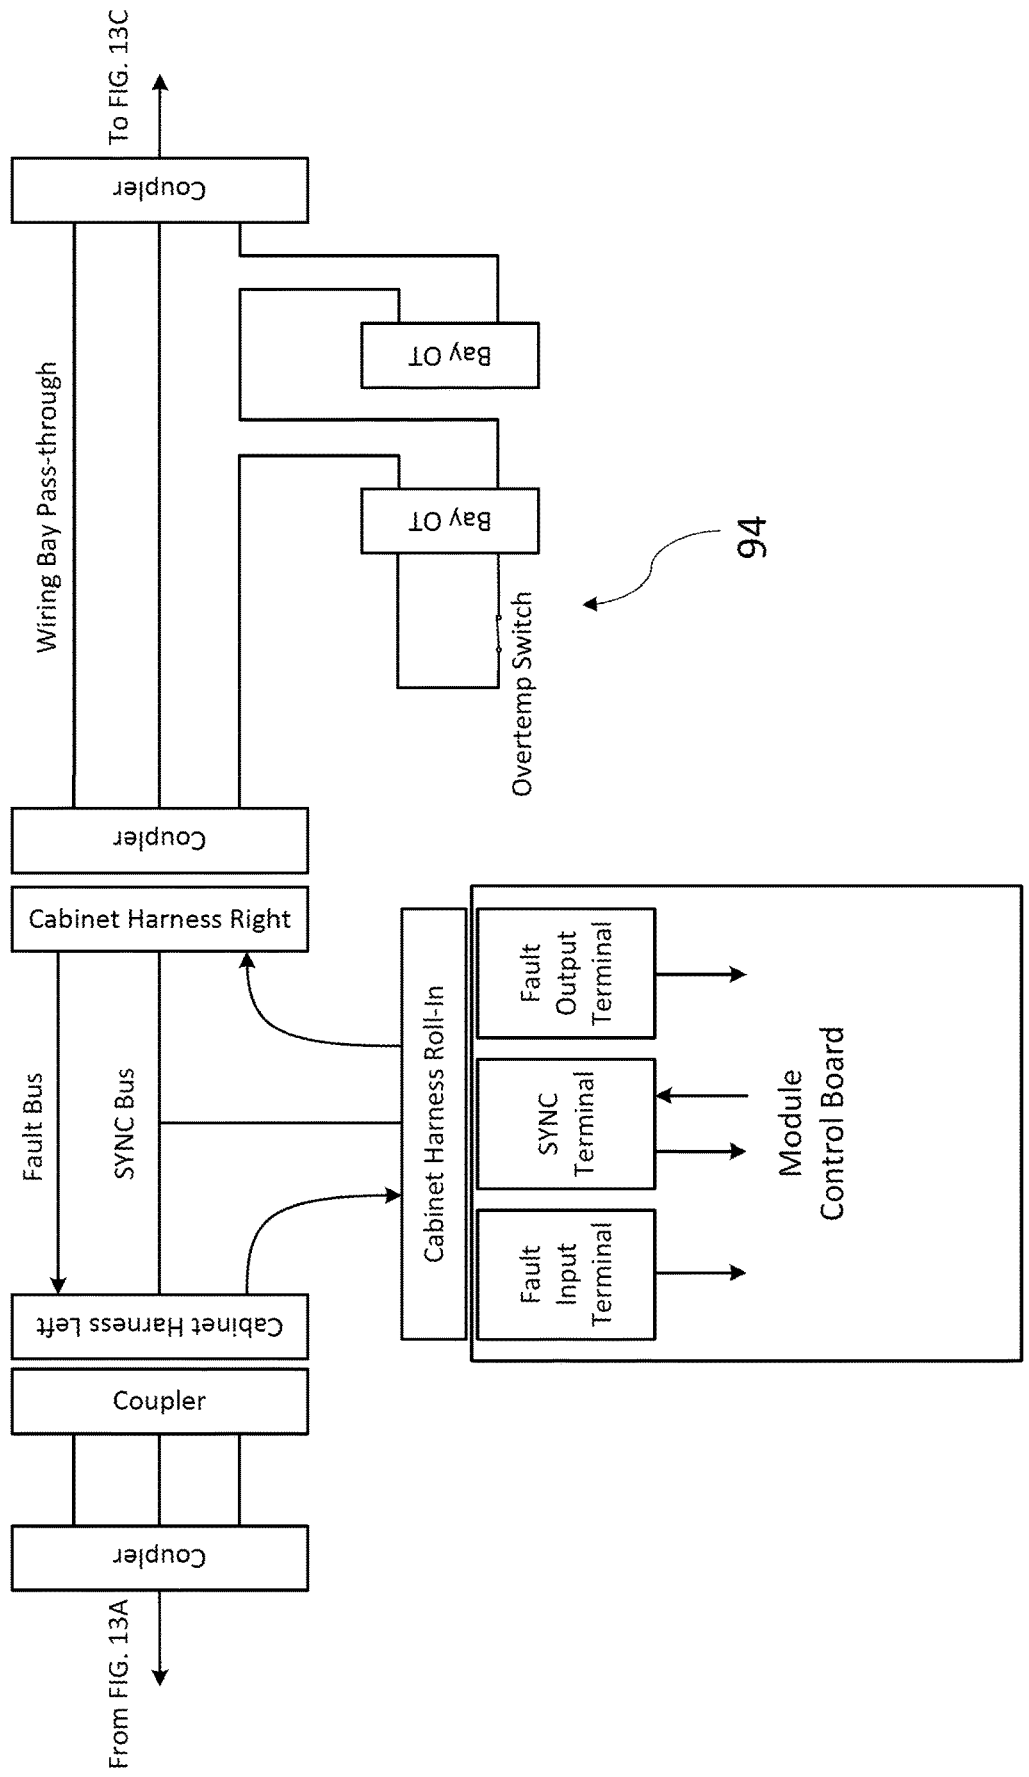 From FIG. 13A
Coupler
Coupler
Cabinet Harness Left
Fault Bus
SYNC Bus
Cabinet Harness Right
Coupler
Wiring Bay Pass-through
Coupler
To FIG. 13C
Cabinet Harness Roll-In
Fault
Input
Terminal
SYNC
Terminal
Fault
Output
Terminal
Module
Control Board
Bay OT
Bay OT
Overtemp Switch
94